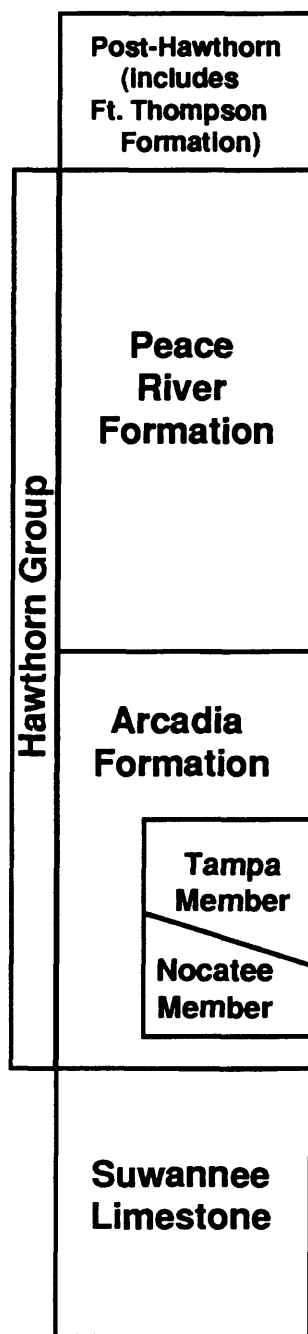 Post-Hawthorn
(includes
Ft. Thompson
Formation)
Peace
River
Formation
Hawthorn Group
Arcadia
Formation
Tampa
Member
Nocatee
Member
Suwannee
Limestone